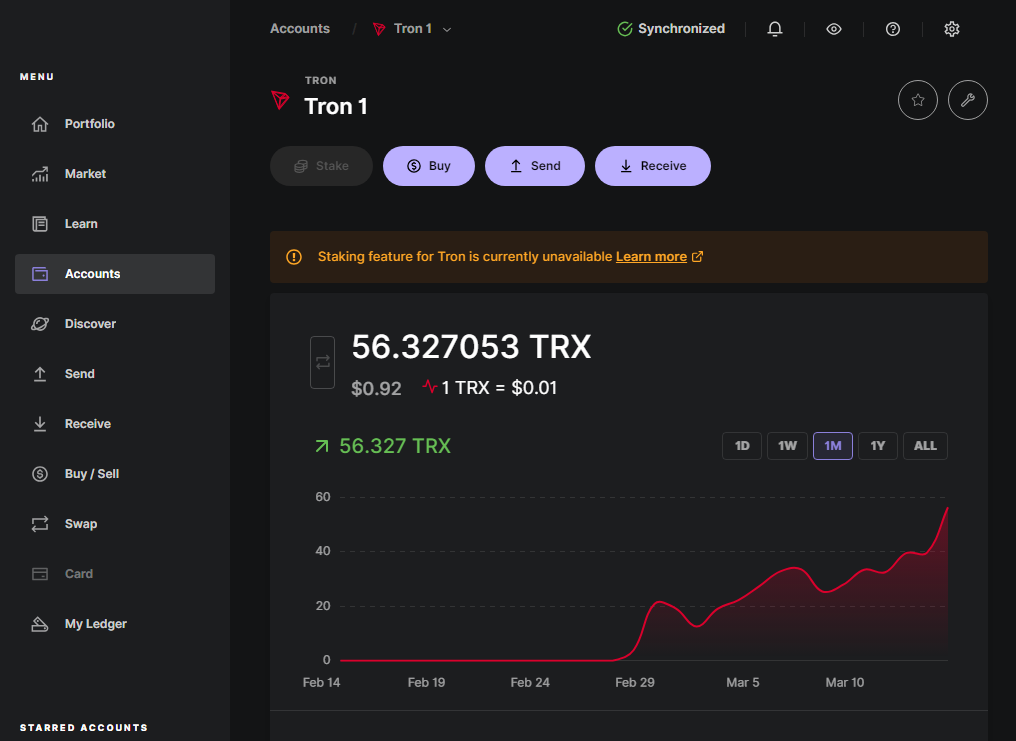 Accounts / Tron 1
Synchronized
MENU
Portfolio
Market
Learn
Accounts
Discover
Send
Receive
Buy / Sell
Swap
Card
My Ledger
STARRED ACCOUNTS
TRON
Tron 1
Stake
Buy
Send
Receive
Staking feature for Tron is currently unavailable Learn more
56.327053 TRX
$0.92 1 TRX = $0.01
56.327 TRX
1D 1W 1M 1Y ALL
60
40
20
0
Feb 14 Feb 19 Feb 24 Feb 29 Mar 5 Mar 10